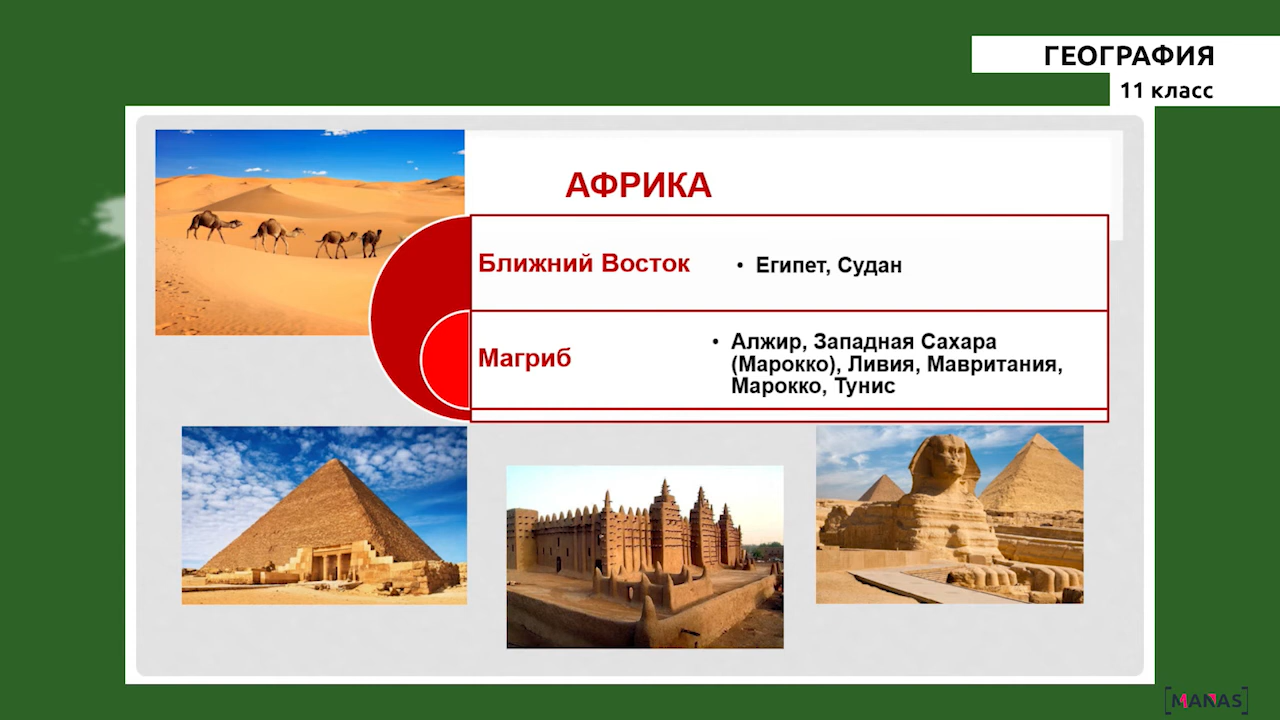 ГЕОГРАФИЯ
11 класс
АФРИКА
Ближний Восток
• Египет, Судан
Магриб
• Алжир, Западная Сахара
(Марокко), Ливия, Мавритания,
Марокко, Тунис
[MANAS]